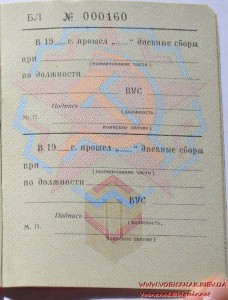 БЛ № 000160
В 19 г. прошел „ “ дневные сборы
при
(наименование части)
по должности
ВУС
Подпись
(должность,
М. П.
воинское звание)
В 19 г. прошел „ “ дневные сборы
при
(наименование части)
по должности
ВУС
Подпись
(должность,
М. П.
воинское звание)
WWW.VOENZNAK.KIEV.UA